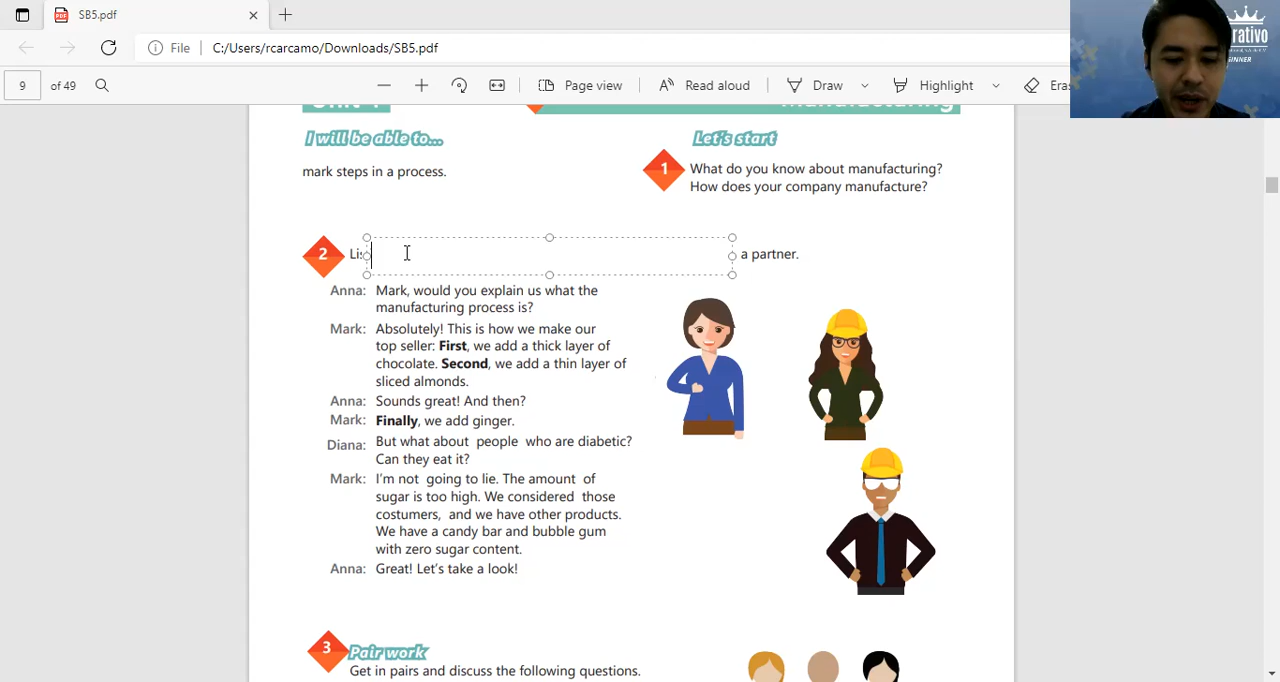 SB5.pdf
File C:/Users/rcarcamo/Downloads/SB5.pdf
9 of 49 Page view Read aloud Draw Highlight
rativo
INNER
I will be able to...
Let's start
mark steps in a process.
1 What do you know about manufacturing?
How does your company manufacture?
2 a partner.
Anna: Mark, would you explain us what the
manufacturing process is?
Mark: Absolutely! This is how we make our
top seller: First, we add a thick layer of
chocolate. Second, we add a thin layer of
sliced almonds.
Anna: Sounds great! And then?
Mark: Finally, we add ginger.
Diana: But what about people who are diabetic?
Can they eat it?
Mark: I'm not going to lie. The amount of
sugar is too high. We considered those
costumers, and we have other products.
We have a candy bar and bubble gum
with zero sugar content.
Anna: Great! Let's take a look!
3 Pair work
Get in pairs and discuss the following questions.